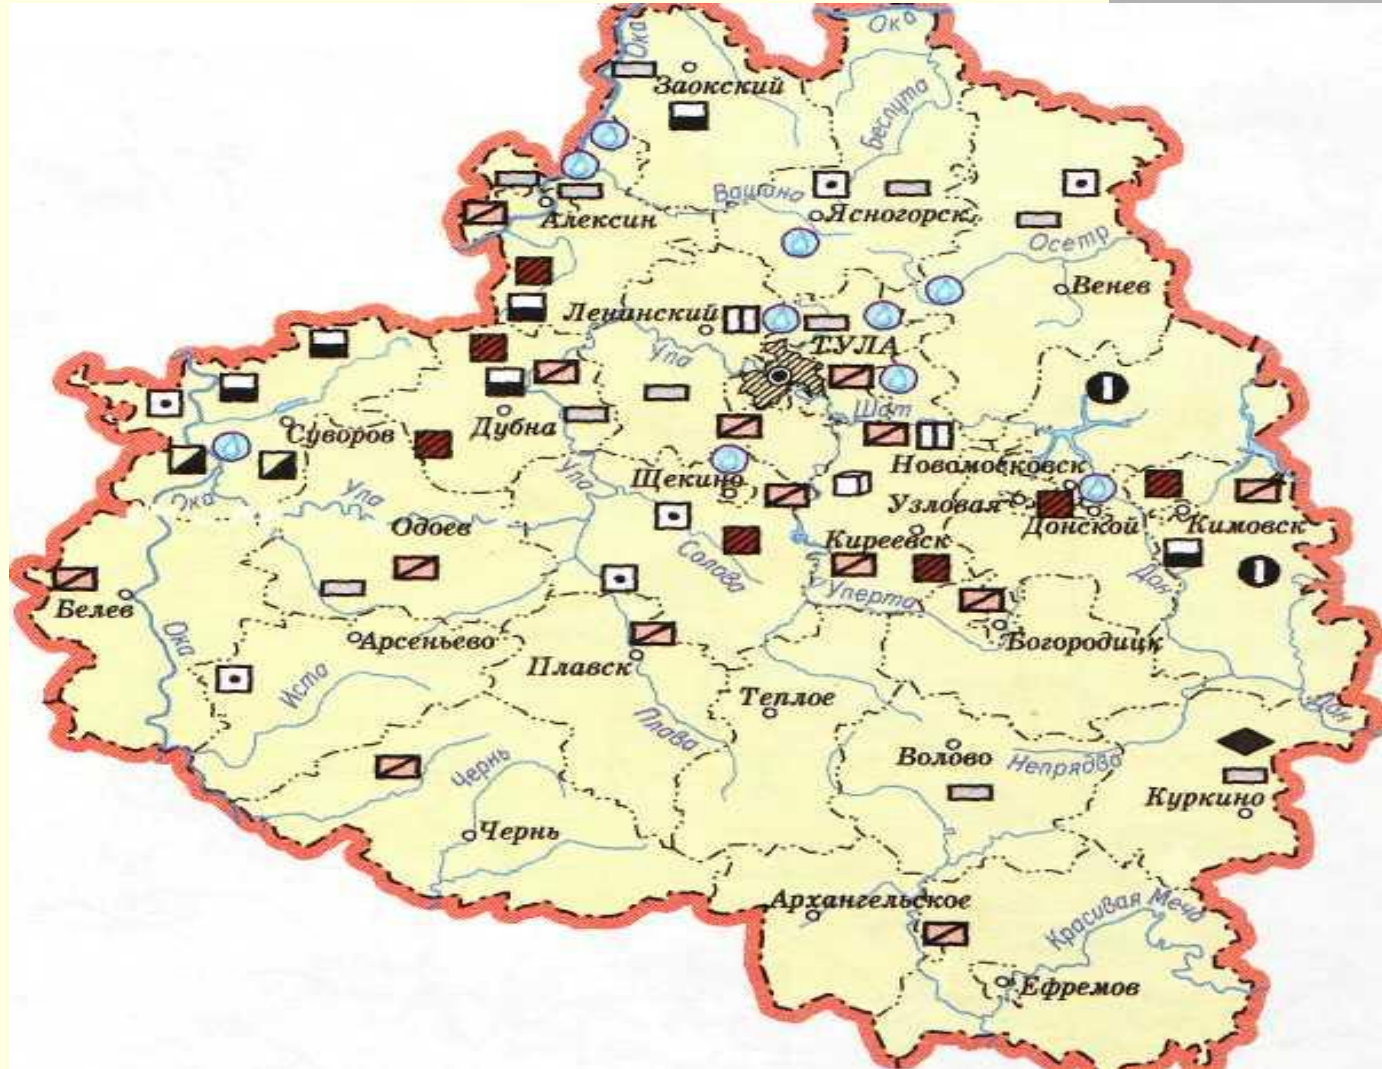 Ока
Ока
Заокский
Беспута
Вашана
Алексин
Ясногорск
Осетр
Венев
Ленинский
ТУЛА
Упа
Шат
Суворов
Дубна
Новомосковск
Упа
Щекино
Узловая
Ока
Упа
Одоев
Донской
Кимовск
Киреевск
Солова
Дон
Белев
Упёрта
Ока
Арсеньево
Богородицк
Плавск
Иста
Теплое
Дон
Плава
Волово
Непрядва
Чернь
Куркино
Чернь
Архангельское
Красивая Меча
Ефремов